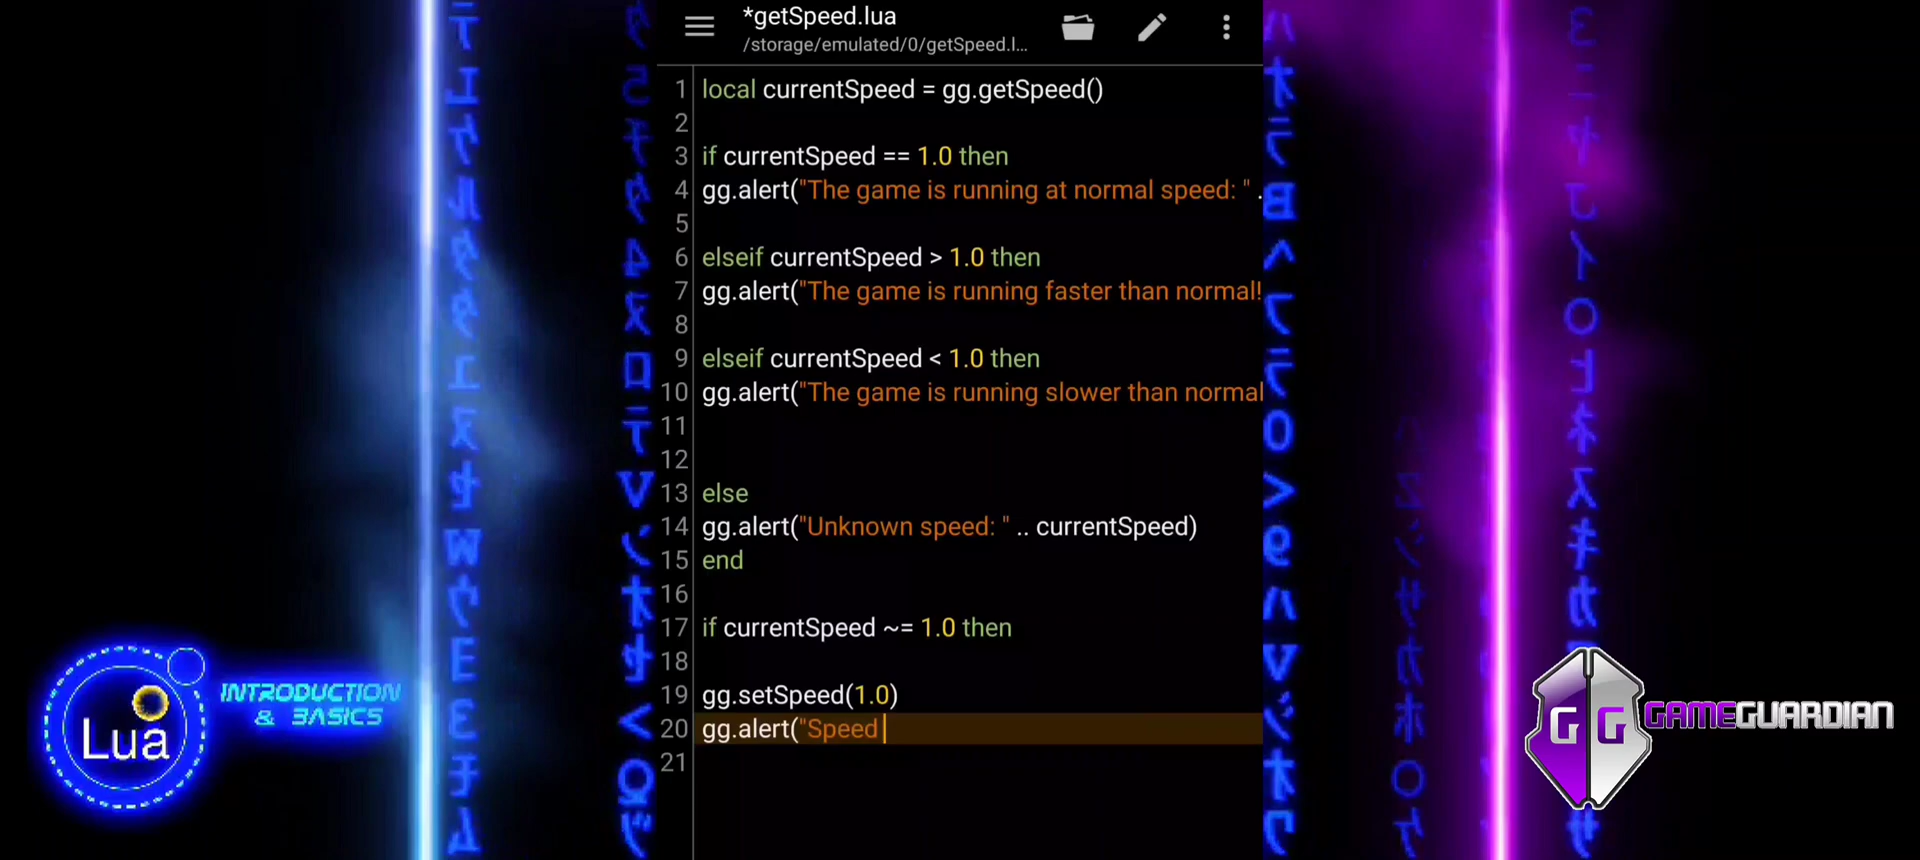 *getSpeed.lua
/storage/emulated/0/getSpeed.l...
1 local currentSpeed = gg.getSpeed()
2
3 if currentSpeed == 1.0 then
4 gg.alert("The game is running at normal speed: " .
5
6 elseif currentSpeed > 1.0 then
7 gg.alert("The game is running faster than normal!
8
9 elseif currentSpeed < 1.0 then
10 gg.alert("The game is running slower than normal
11
12
13 else
14 gg.alert("Unknown speed: " .. currentSpeed)
15 end
16
17 if currentSpeed ~= 1.0 then
18
19 gg.setSpeed(1.0)
20 gg.alert("Speed
21
Lua
INTRODUCTION
& BASICS
GG
GAMEGUARDIAN